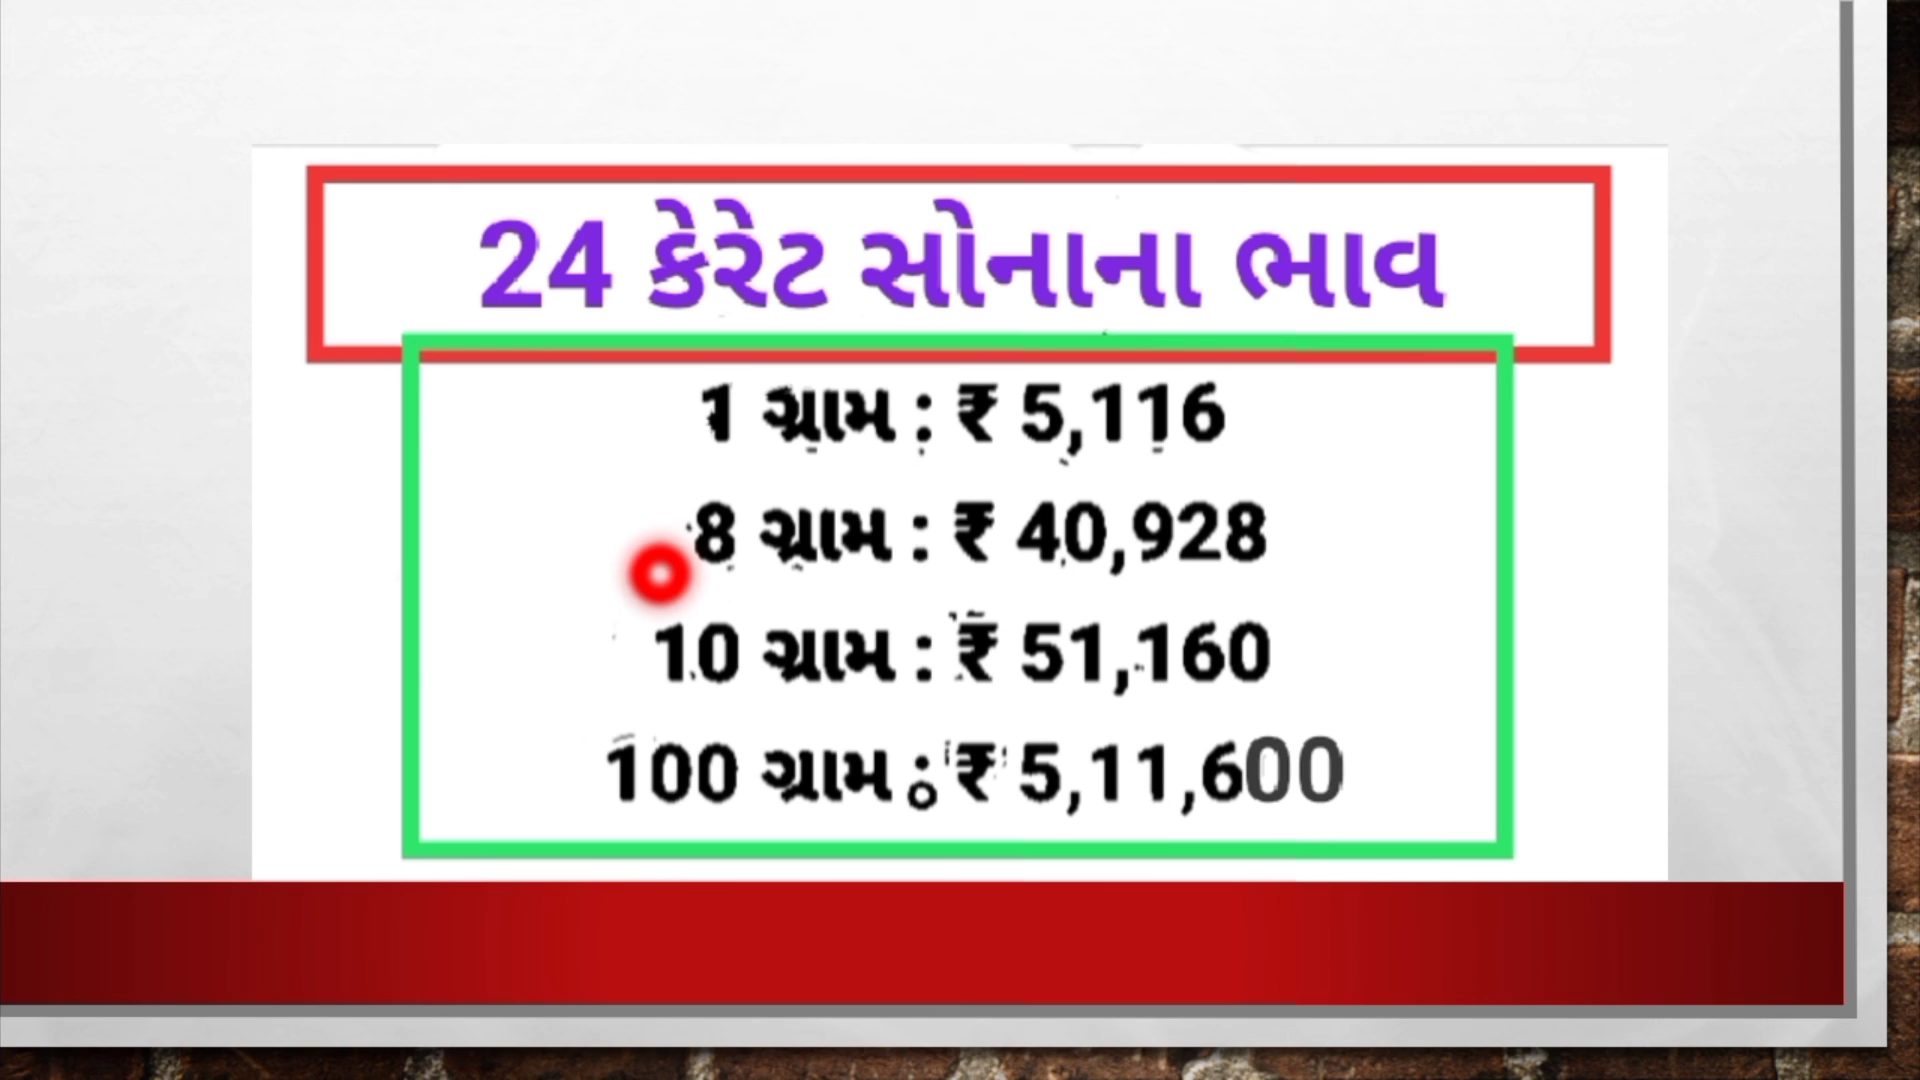 24 કેરેટ સોનાના ભાવ
1 ગ્રામ : ₹ 5,116
8 ગ્રામ : ₹ 40,928
10 ગ્રામ : ₹ 51,160
100 ગ્રામ : ₹ 5,11,600